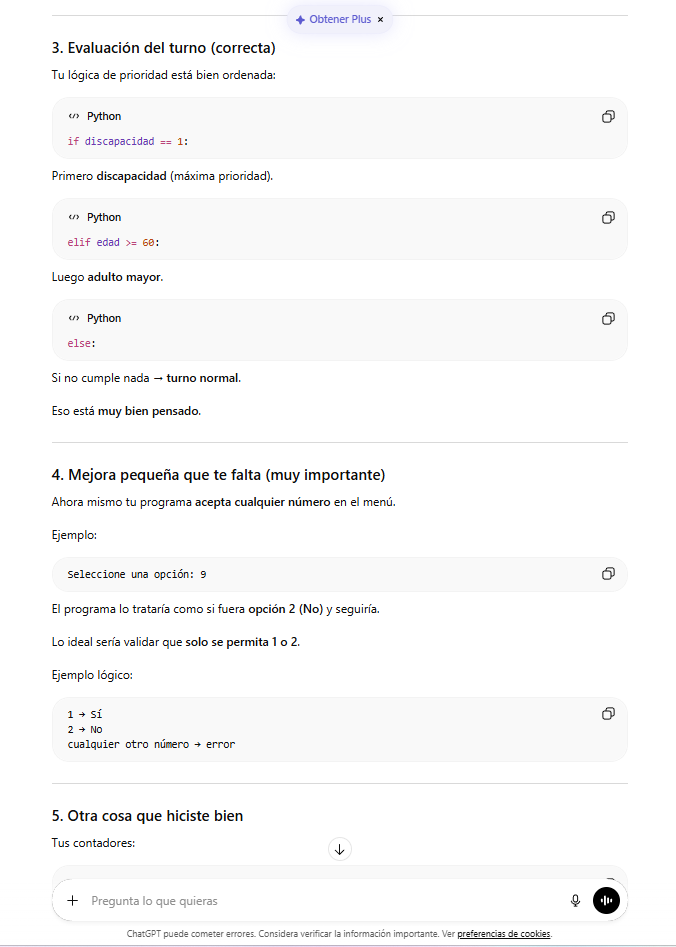 Obtener Plus ×
3. Evaluación del turno (correcta)
Tu lógica de prioridad está bien ordenada:
Python
if discapacidad == 1:
Primero discapacidad (máxima prioridad).
Python
elif edad >= 60:
Luego adulto mayor.
Python
else:
Si no cumple nada → turno normal.
Eso está muy bien pensado.
4. Mejora pequeña que te falta (muy importante)
Ahora mismo tu programa acepta cualquier número en el menú.
Ejemplo:
Seleccione una opción: 9
El programa lo trataría como si fuera opción 2 (No) y seguiría.
Lo ideal sería validar que solo se permita 1 o 2.
Ejemplo lógico:
1 → Sí
2 → No
cualquier otro número → error
5. Otra cosa que hiciste bien
Tus contadores:
Pregunta lo que quieras
ChatGPT puede cometer errores. Considera verificar la información importante. Ver preferencias de cookies.